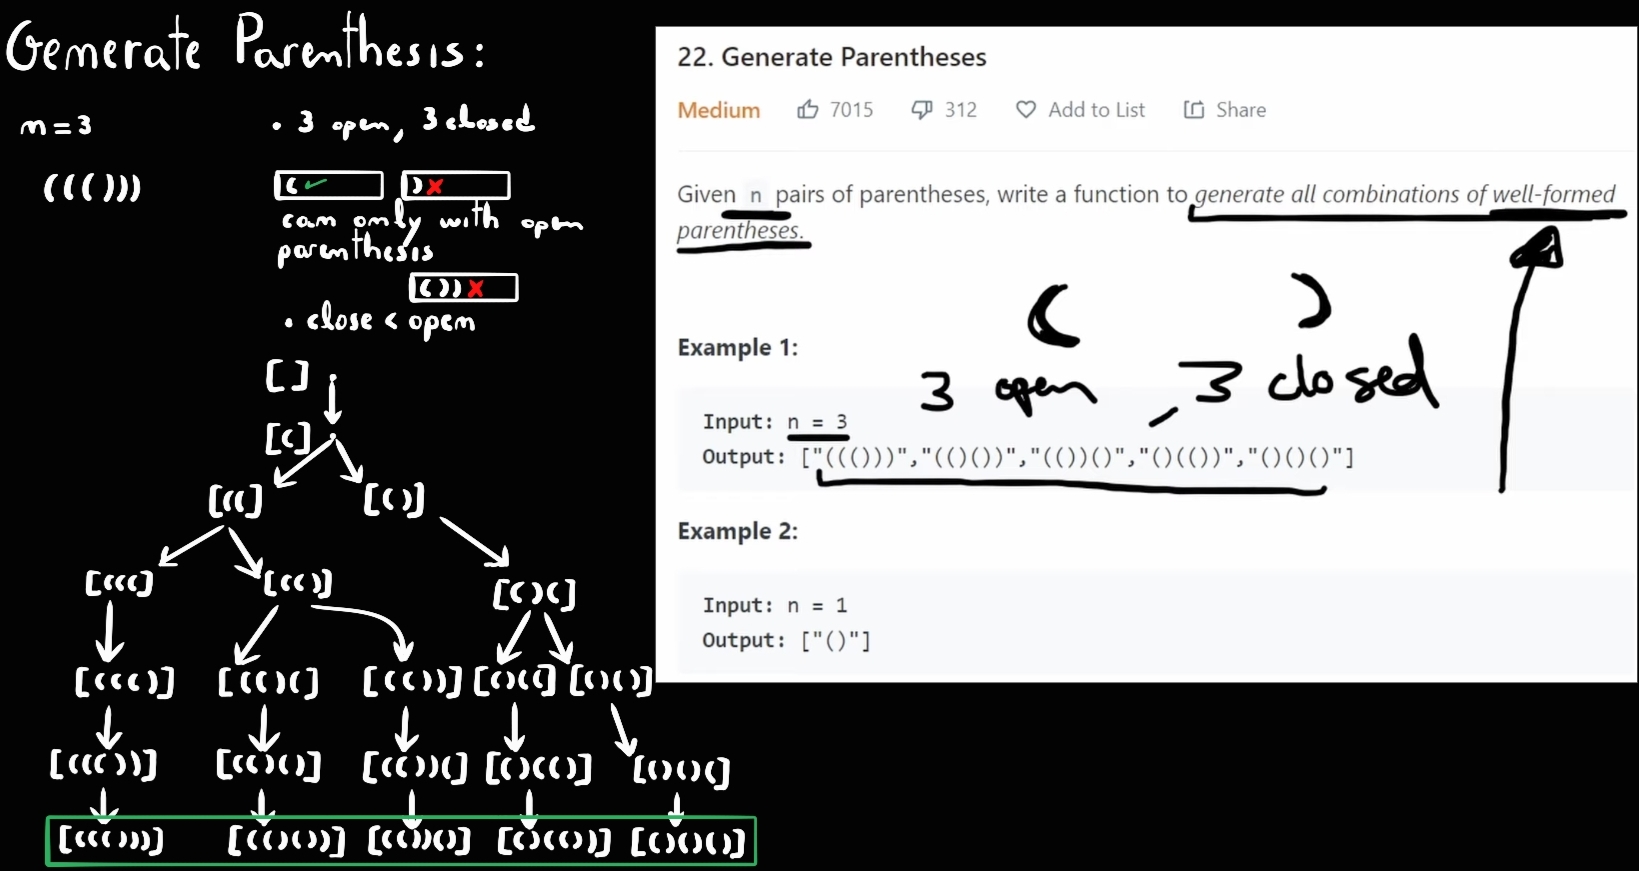 Generate Parenthesis:
n=3
• 3 open, 3 closed
((()))
( ✓
) ✗
can only with open
parenthesis
()) ✗
• close < open
[]
[(]
[((]
[()]
[(((]
[(()]
[()(]
[((()]
[(()(]
[(())]
[()((]
[()()]
[((())]
[(()()]
[(())(]
[()(()]
[()()(]
[((()))]
[(()())]
[(())()]
[()(())]
[()()()]
22. Generate Parentheses
Medium 7015 312 Add to List Share
Given n pairs of parentheses, write a function to generate all combinations of well-formed
parentheses.
( )
Example 1:
3 open , 3 closed
Input: n = 3
Output: ["((()))","(()())","(())()","()(())","()()()"]
Example 2:
Input: n = 1
Output: ["()"]